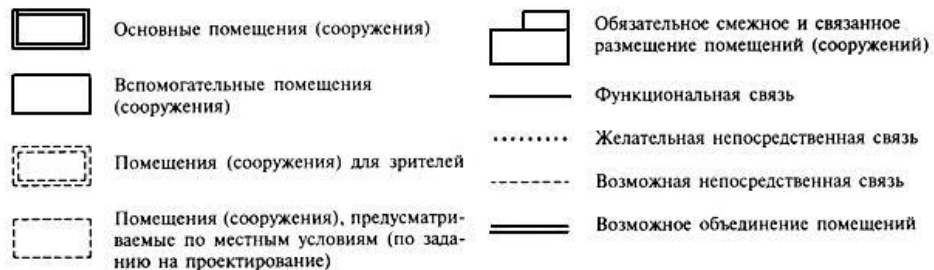 Основные помещения (сооружения)
Вспомогательные помещения
(сооружения)
Помещения (сооружения) для зрителей
Помещения (сооружения), предусматри-
ваемые по местным условиям (по зада-
нию на проектирование)
Обязательное смежное и связанное
размещение помещений (сооружений)
Функциональная связь
Желательная непосредственная связь
Возможная непосредственная связь
Возможное объединение помещений